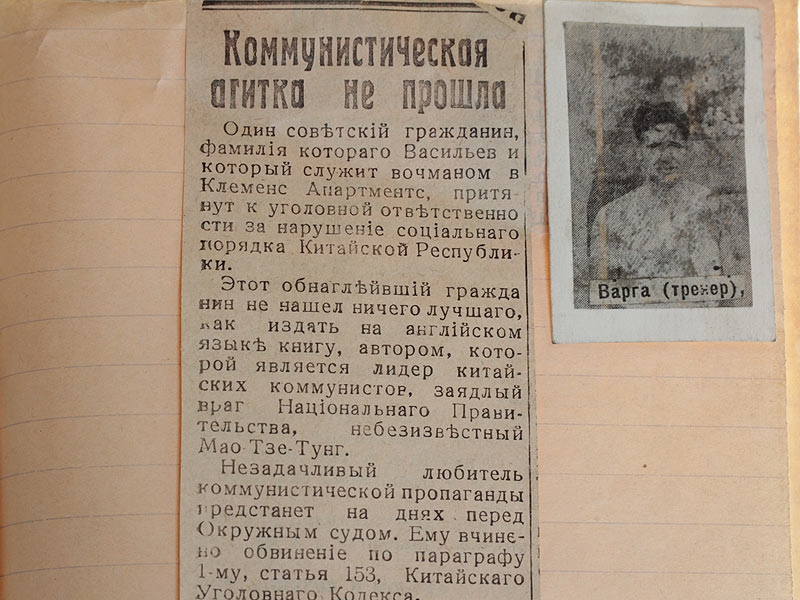 Коммунистическая
агитка не прошла
Один совѣтскій гражданин,
фамилія котораго Васильев и
который служит вочманом в
Клеменс Апартментс, притя-
нут к уголовной отвѣтственно
сти за нарушеніе соціальнаго
порядка Китайской Республи-
ки.
Этот обнаглѣйвшій гражда
нин не нашел ничего лучшаго,
как издать на англійском
языкѣ книгу, автором, кото-
рой является лидер китай-
ских коммунистов, заядлый
враг Національнаго Прави-
тельства, небезизвѣстный
Мао-Тзе-Тунг.
Незадачливый любитель
коммунистической пропаганды
предстанет на днях перед
Окружным судом. Ему вчине-
но обвиненіе по параграфу
1-му, статья 153, Китайскаго
Уголовнаго Кодекса.
Варга (тренер),